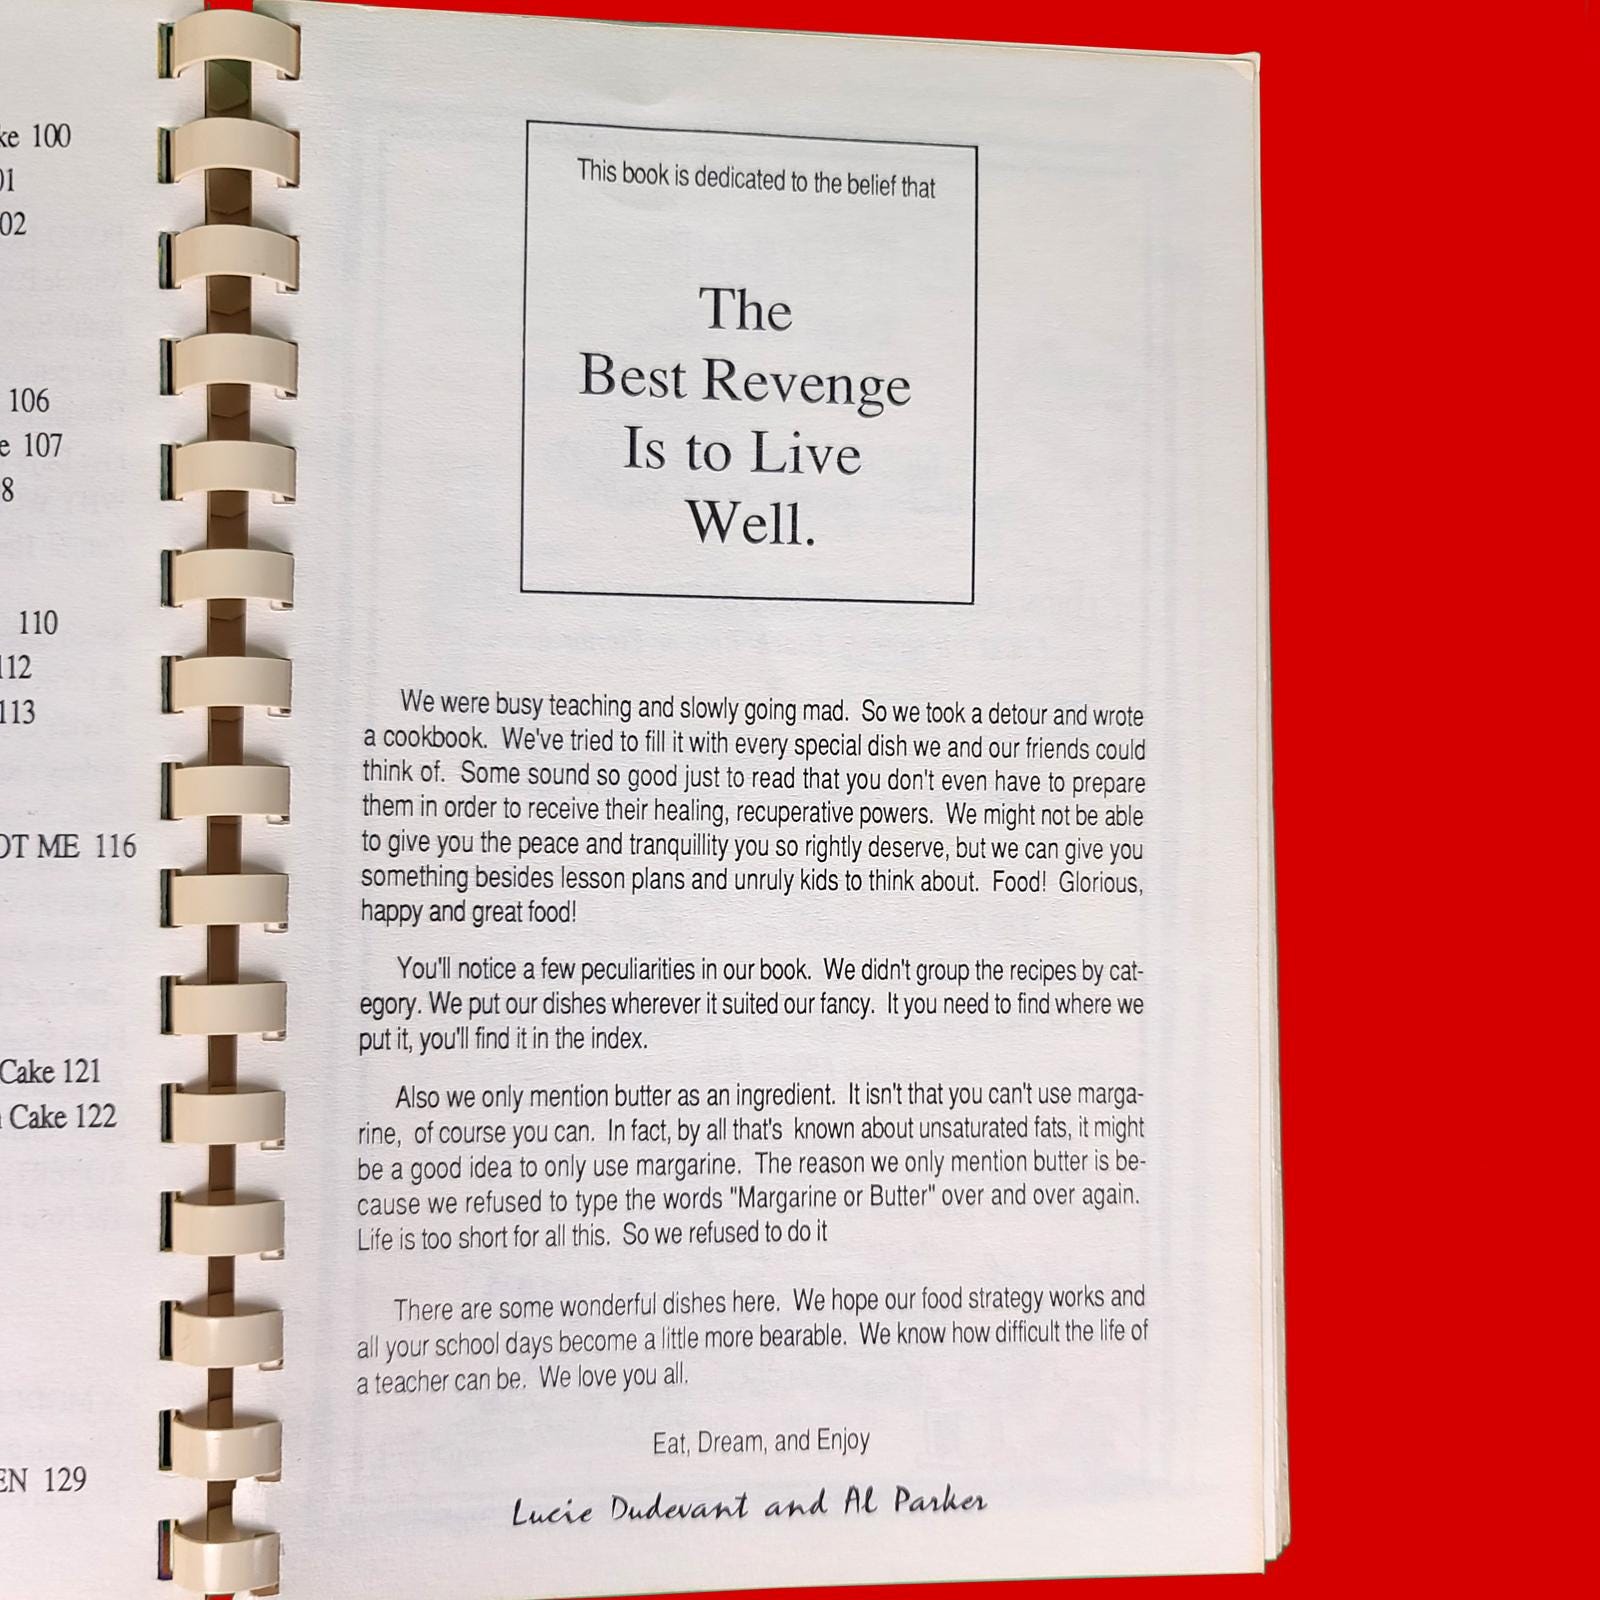 ke 100
01
02
106
e 107
8
110
112
113
OT ME 116
Cake 121
Cake 122
EN 129
This book is dedicated to the belief that
The
Best Revenge
Is to Live
Well.
We were busy teaching and slowly going mad. So we took a detour and wrote
a cookbook. We've tried to fill it with every special dish we and our friends could
think of. Some sound so good just to read that you don't even have to prepare
them in order to receive their healing, recuperative powers. We might not be able
to give you the peace and tranquillity you so rightly deserve, but we can give you
something besides lesson plans and unruly kids to think about. Food! Glorious,
happy and great food!
You'll notice a few peculiarities in our book. We didn't group the recipes by cat-
egory. We put our dishes wherever it suited our fancy. It you need to find where we
put it, you'll find it in the index.
Also we only mention butter as an ingredient. It isn't that you can't use marga-
rine, of course you can. In fact, by all that's known about unsaturated fats, it might
be a good idea to only use margarine. The reason we only mention butter is be-
cause we refused to type the words "Margarine or Butter" over and over again.
Life is too short for all this. So we refused to do it
There are some wonderful dishes here. We hope our food strategy works and
all your school days become a little more bearable. We know how difficult the life of
a teacher can be. We love you all.
Eat, Dream, and Enjoy
Lucie Dudevant and Al Parker